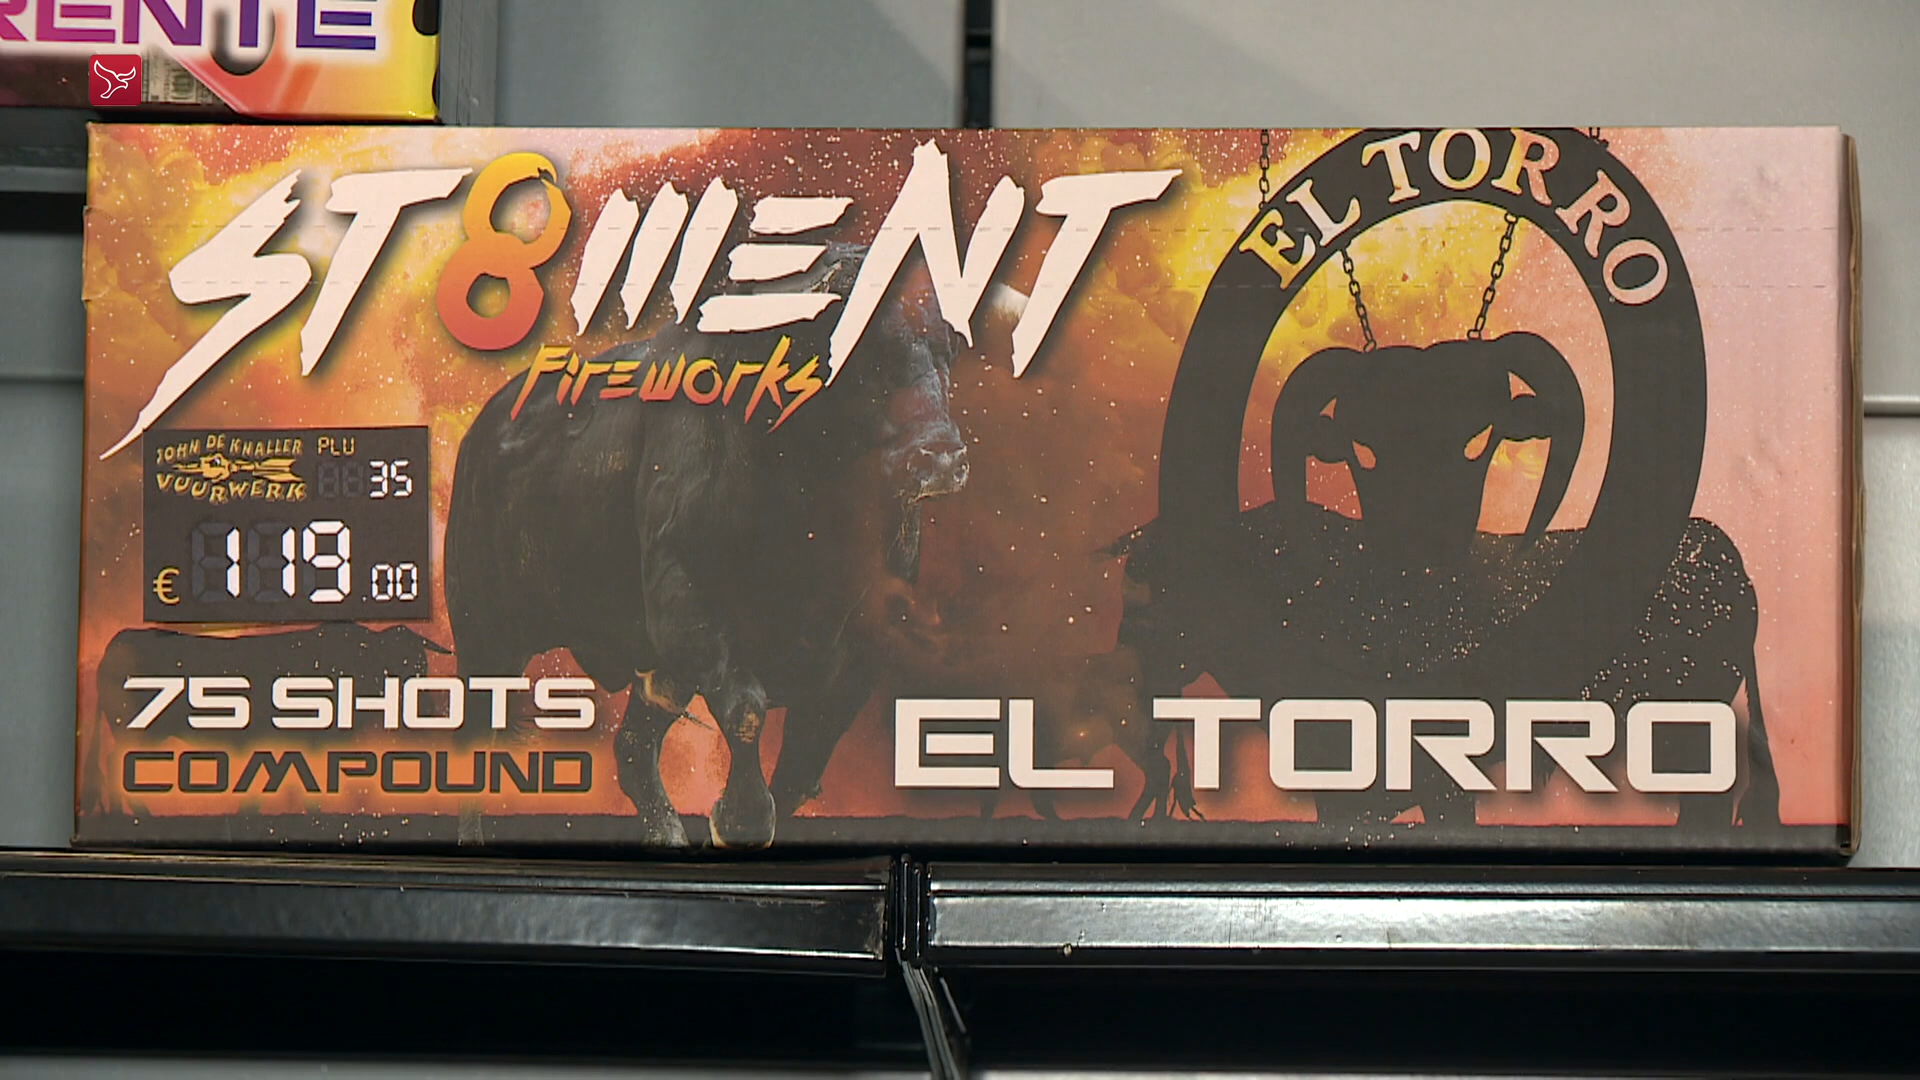 RENTE
EL TORRO
ST8MENT
Fireworks
JOHN DE KNALLER
VUURWERK
PLU
35
€ 119.00
75 SHOTS
COMPOUND
EL TORRO